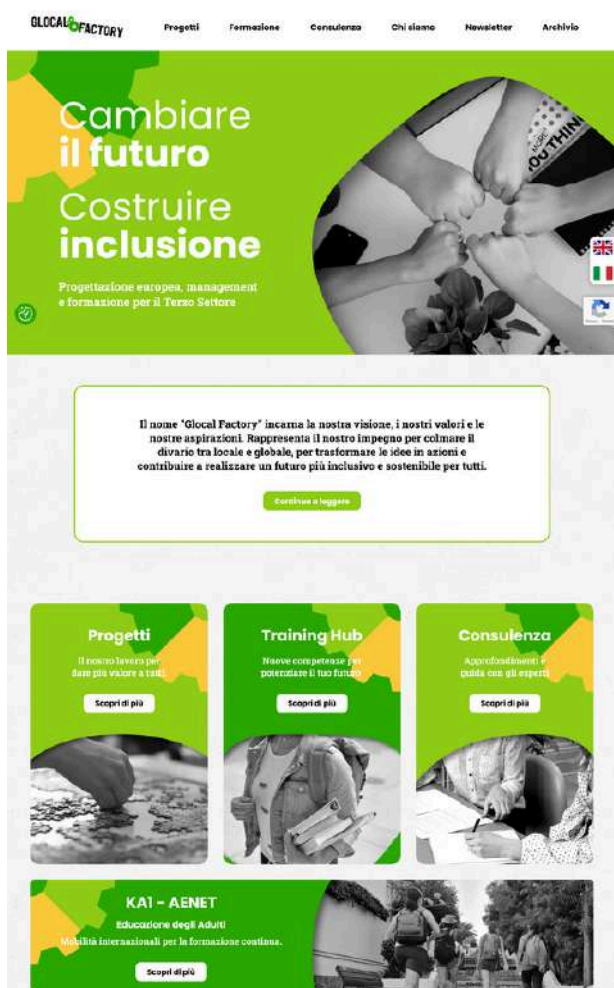 GLOCAL FACTORY
Progetti
Formazione
Consulenza
Chi siamo
Newsletter
Archivio
Cambiare
il futuro
Costruire
inclusione
Progettazione europea, management
e formazione per il Terzo Settore
MORE
YOU THIN
Il nome "Glocal Factory" incarna la nostra visione, i nostri valori e le
nostre aspirazioni. Rappresenta il nostro impegno per colmare il
divario tra locale e globale, per trasformare le idee in azioni e
contribuire a realizzare un futuro più inclusivo e sostenibile per tutti.
Continua a leggere
Progetti
Il nostro lavoro per
dare più valore a tutti.
Scopri di più
Training Hub
Nuove competenze per
potenziare il tuo futuro
Scopri di più
Consulenza
Approfondimenti e
guida con gli esperti
Scopri di più
KA1 - AENET
Educazione degli Adulti
Mobilità internazionali per la formazione continua.
Scopri di più